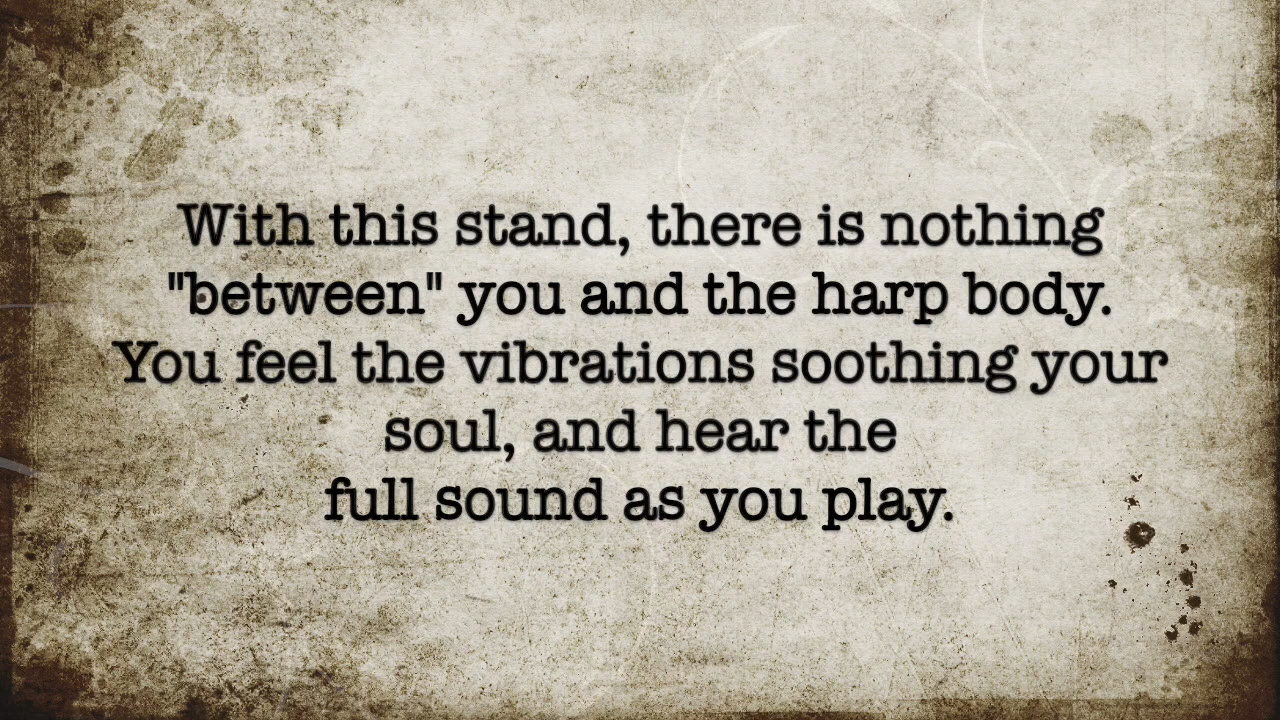 With this stand, there is nothing
"between" you and the harp body.
You feel the vibrations soothing your
soul, and hear the
full sound as you play.